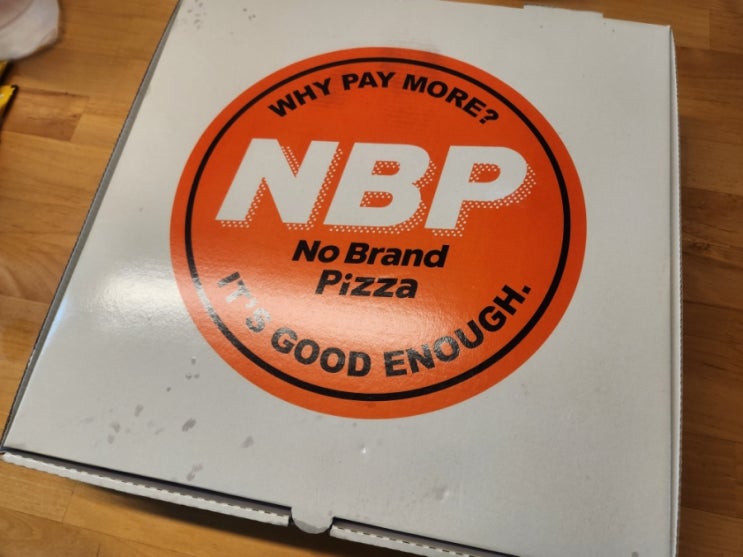 WHY PAY MORE?
NBP
No Brand
Pizza
IT'S GOOD ENOUGH.